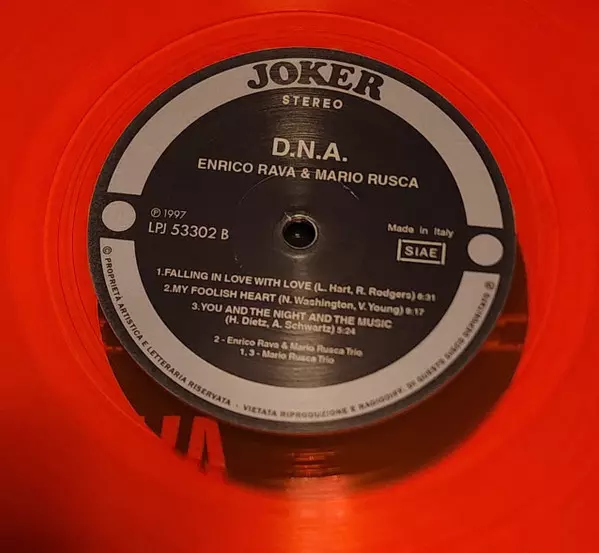 JOKER
STEREO
D.N.A.
ENRICO RAVA & MARIO RUSCA
℗ 1997
LPJ 53302 B
Made in Italy
SIAE
1.FALLING IN LOVE WITH LOVE (L. Hart, R. Rodgers) 6:31
2.MY FOOLISH HEART (N. Washington, V. Young) 9:17
3.YOU AND THE NIGHT AND THE MUSIC
(H. Dietz, A. Schwartz) 5:24
2 - Enrico Rava & Mario Rusca Trio
1, 3 - Mario Rusca Trio
© PROPRIETÀ ARTISTICA E LETTERARIA RISERVATA - VIETATA RIPRODUZIONE E RADIODIFF. DI QUESTO DISCO